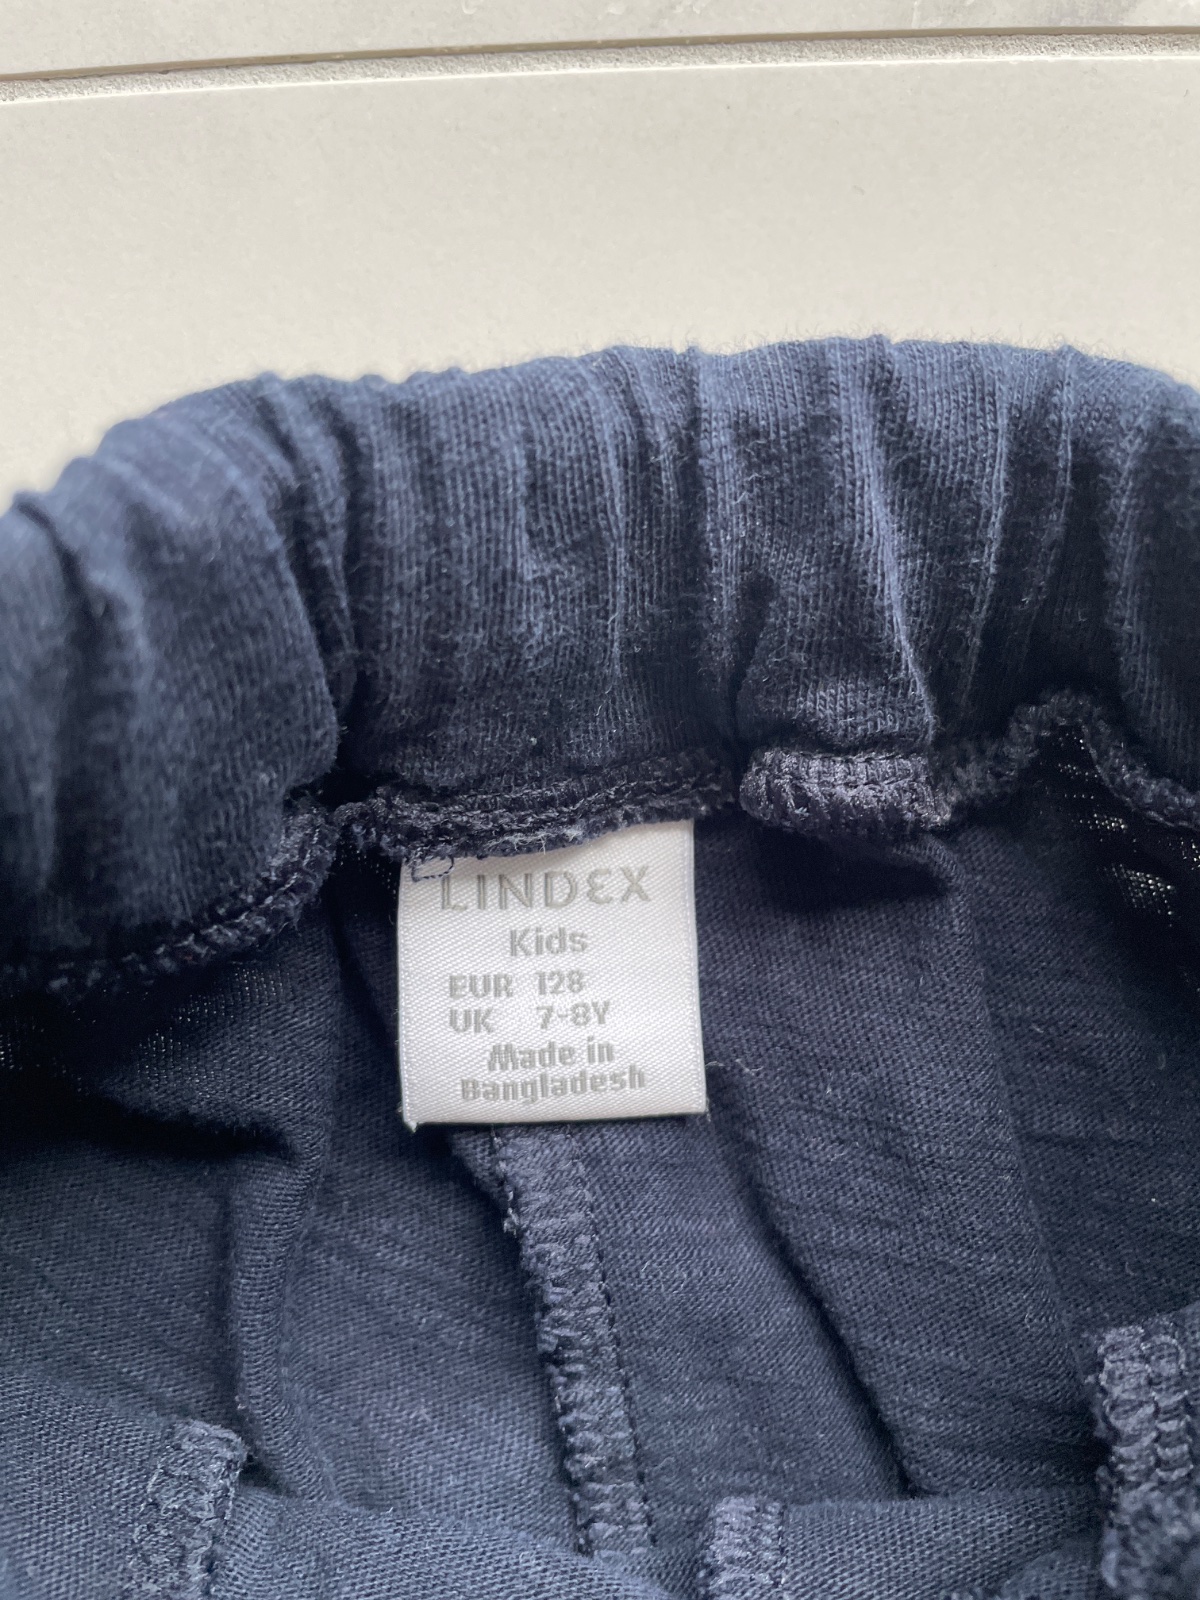 LINDEX
Kids
EUR 128
UK 7-8Y
Made in
Bangladesh